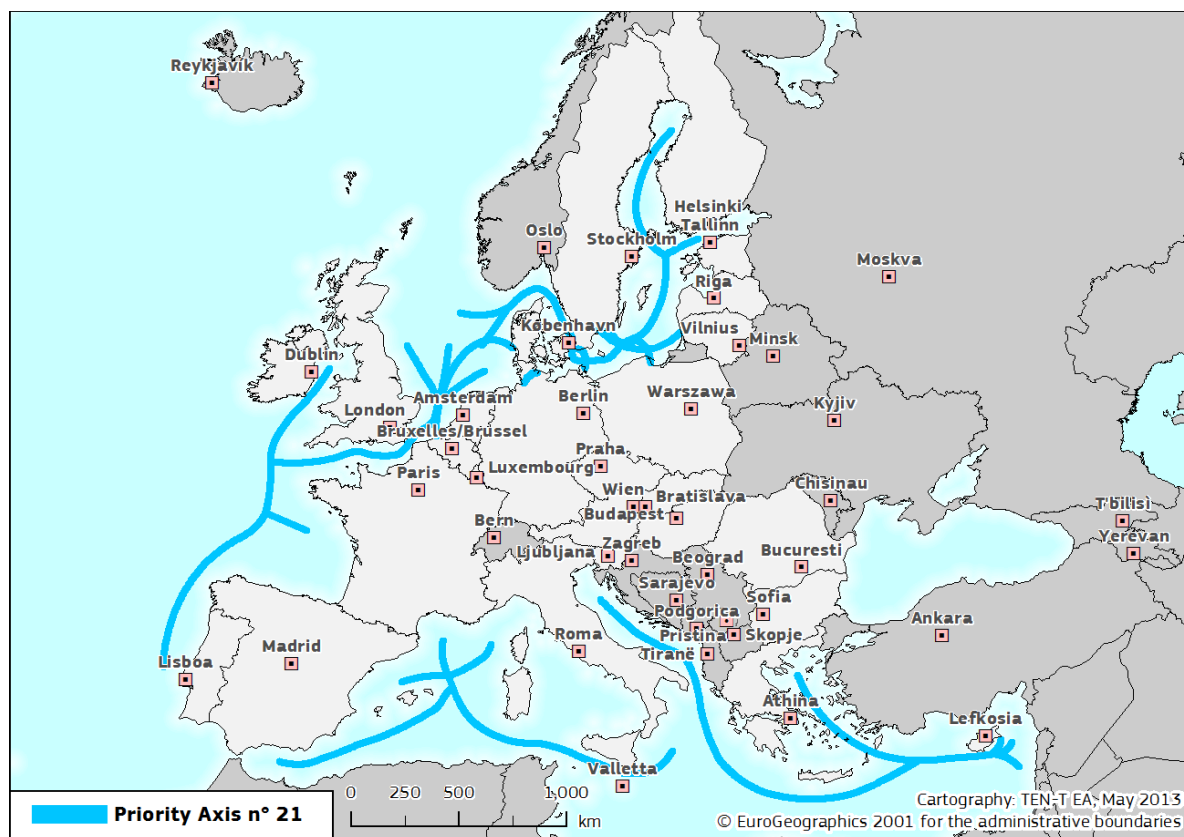 Reykjavík
Helsinki
Tallinn
Oslo
Stockholm
Moskva
Riga
København
Vilnius
Minsk
Dublin
Amsterdam
Berlin
Warszawa
London
Kyjiv
Bruxelles/Brüssel
Praha
Paris
Luxembourg
Wien
Bratislava
Chisinau
Budapest
T'bilisi
Bern
Ljubljana
Zagreb
Beograd
Bucuresti
Yerevan
Sarajevo
Podgorica
Sofia
Ankara
Madrid
Roma
Pristina
Skopje
Lisboa
Tiranë
Athina
Lefkosia
Valletta
Priority Axis n° 21
0 250 500 1,000
km
Cartography: TEN-T EA, May 2013
© EuroGeographics 2001 for the administrative boundaries